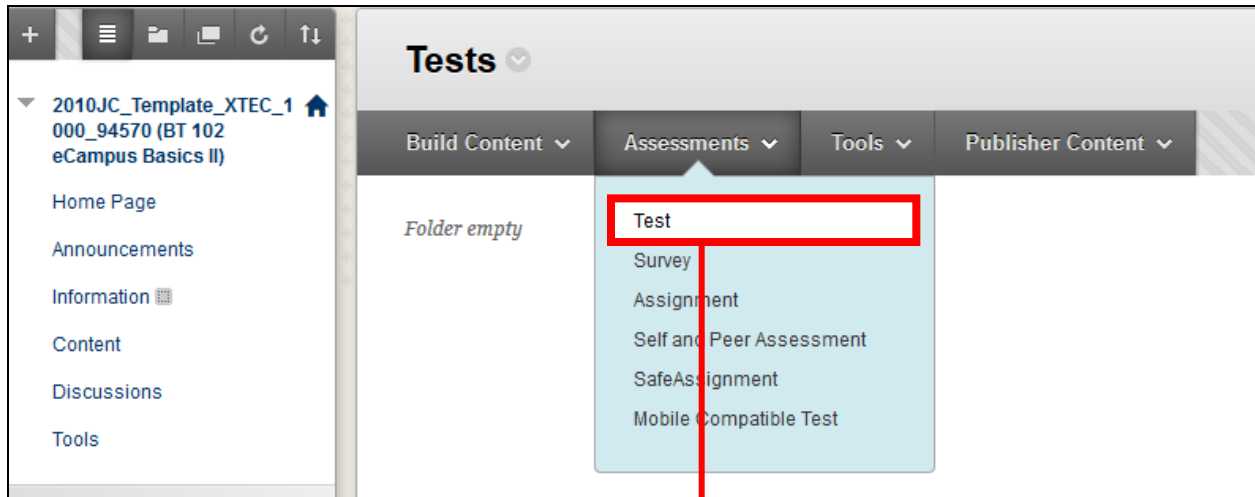 2010JC_Template_XTEC_1
000_94570 (BT 102
eCampus Basics II)
Home Page
Announcements
Information
Content
Discussions
Tools
Tests
Build Content
Assessments
Tools
Publisher Content
Folder empty
Test
Survey
Assignment
Self and Peer Assessment
SafeAssignment
Mobile Compatible Test